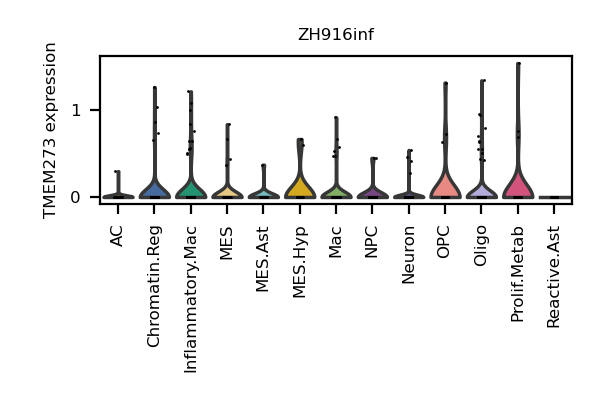 ZH916inf
TMEM273 expression
1
0
AC
Chromatin.Reg
Inflammatory.Mac
MES
MES.Ast
MES.Hyp
Mac
NPC
Neuron
OPC
Oligo
Prolif.Metab
Reactive.Ast